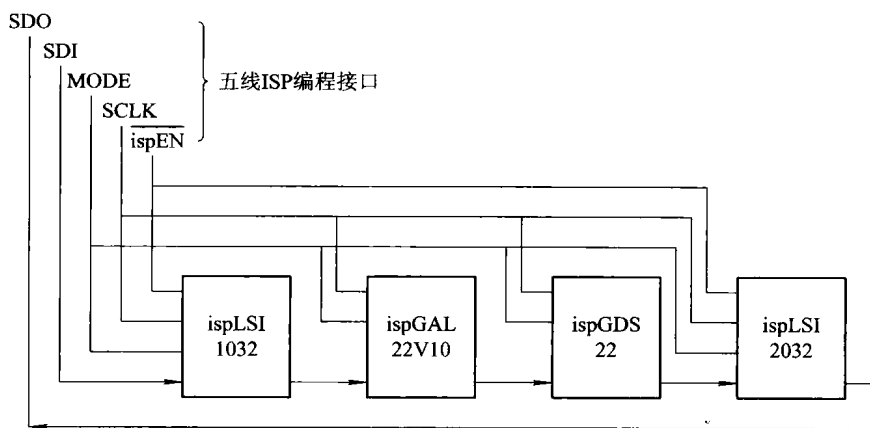 SDO
SDI
MODE
SCLK
ispEN
五线ISP编程接口
ispLSI
1032
ispGAL
22V10
ispGDS
22
ispLSI
2032